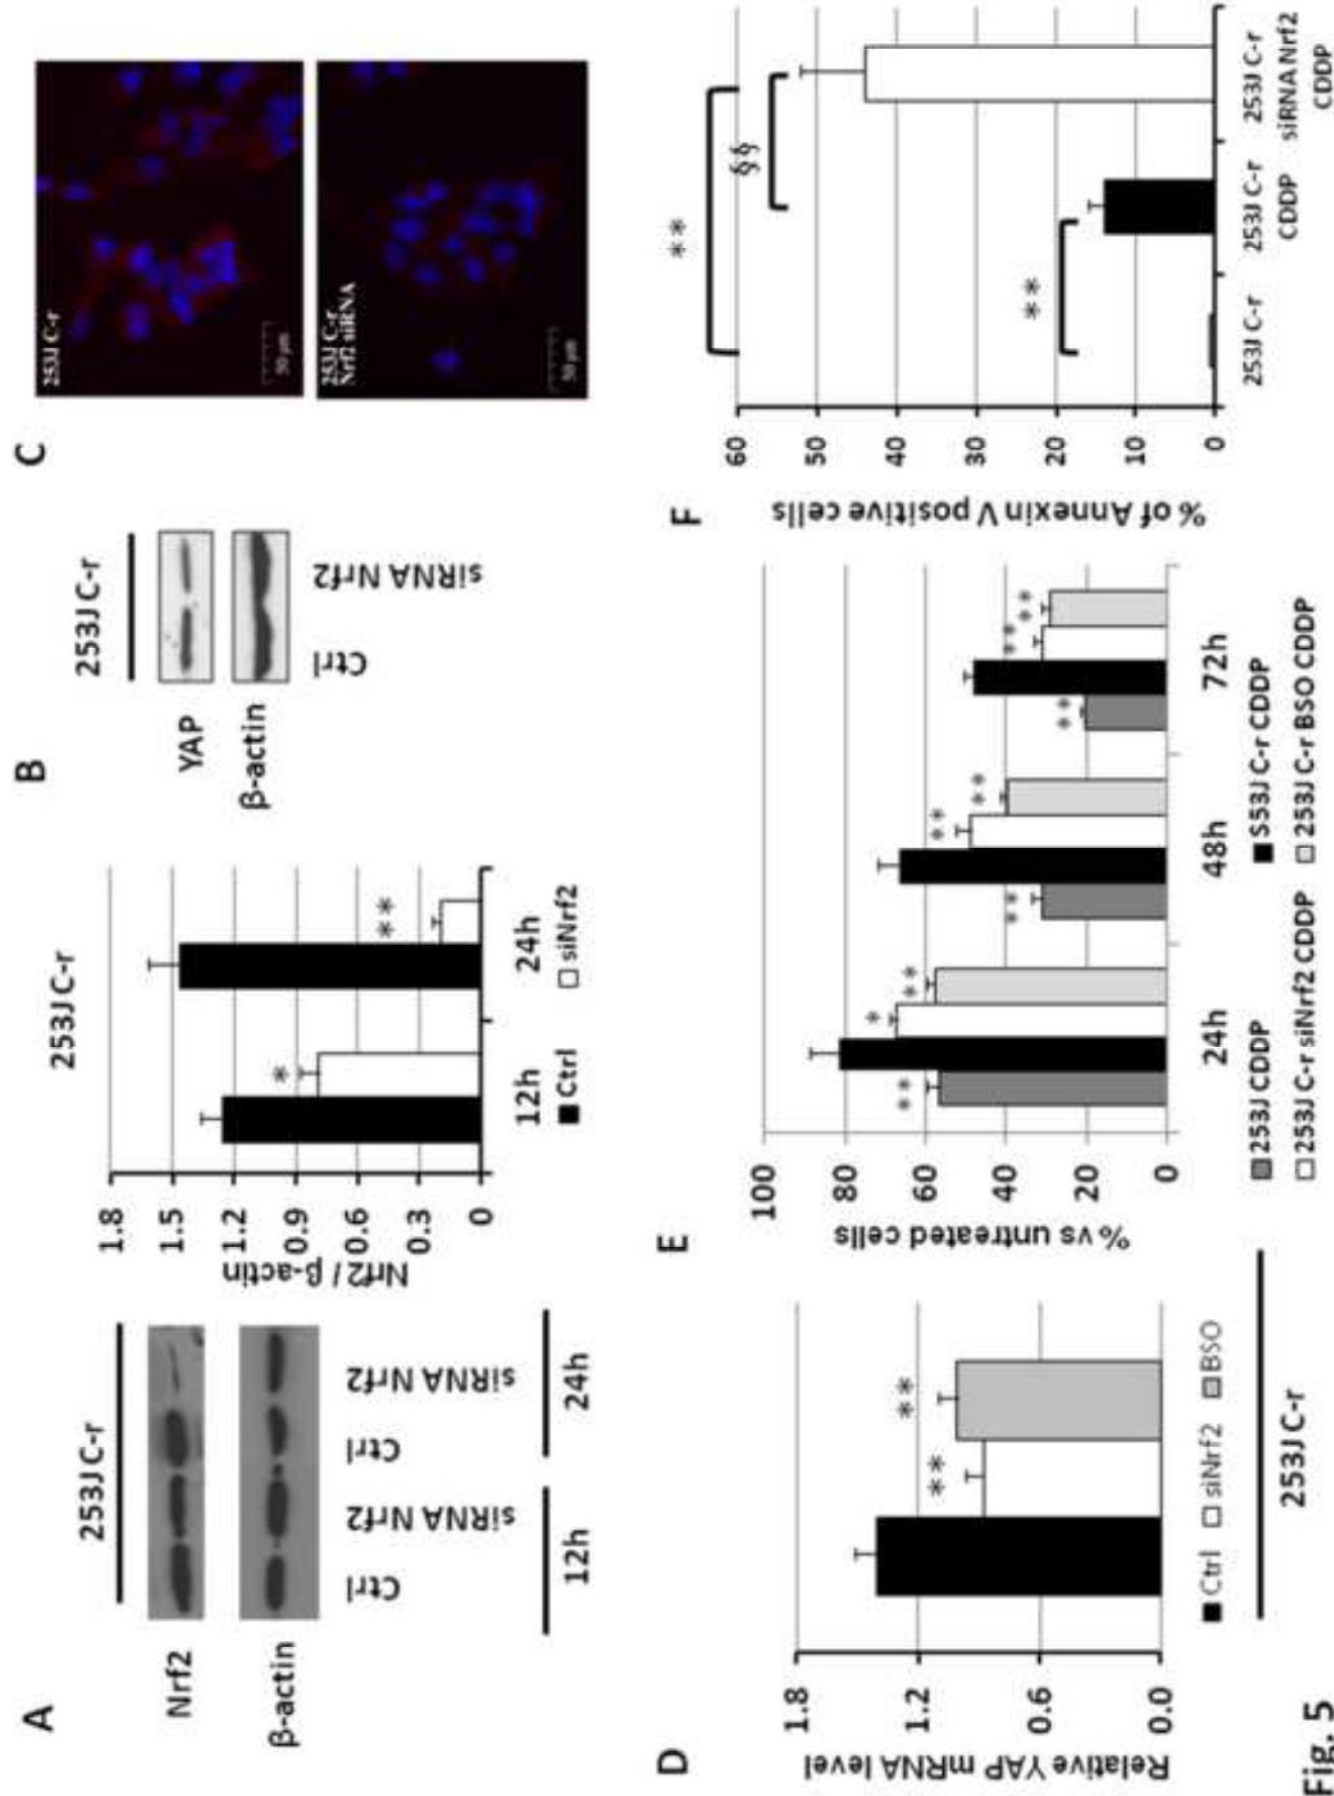 A
253J C-r
Nrf2
β-actin
Ctrl
siRNA Nrf2
Ctrl
siRNA Nrf2
12h
24h
253J C-r
Nrf2 / β-actin
1.8
1.5
1.2
0.9
0.6
0.3
0
*
**
12h
24h
■ Ctrl
□ siNrf2
B
253J C-r
YAP
β-actin
Ctrl
siRNA Nrf2
C
253J C-r
50 µm
253J C-r
Nrf2 siRNA
50 µm
D
Relative YAP mRNA level
1.8
1.2
0.6
0.0
**
**
■ Ctrl □ siNrf2 □ BSO
253J C-r
E
% vs untreated cells
100
80
60
40
20
0
** * **
** ** **
** ** **
24h
48h
72h
■ 253J CDDP
■ S53J C-r CDDP
□ 253J C-r siNrf2 CDDP
□ 253J C-r BSO CDDP
F
% of Annexin V positive cells
60
50
40
30
20
10
0
**
§§
**
253J C-r
253J C-r
CDDP
253J C-r
siRNA Nrf2
CDDP
Fig. 5